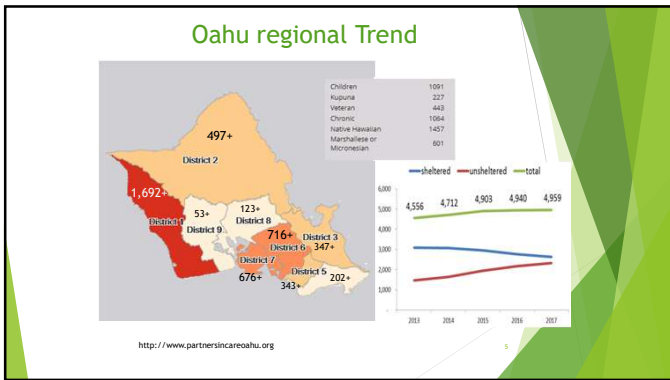 Oahu regional Trend
Children 1091
Kupuna 227
Veteran 443
Chronic 1064
Native Hawaiian 1457
Marshallese or
Micronesian 601
497+
District 2
1,692+
District 1
53+
District 9
123+
District 8
716+
District 6
District 3
347+
District 7
676+
District 5
343+
202+
sheltered unsheltered total
6,000
5,000
4,000
3,000
2,000
1,000
4,556 4,712 4,903 4,940 4,959
2013 2014 2015 2016 2017
http://www.partnersincareoahu.org
5